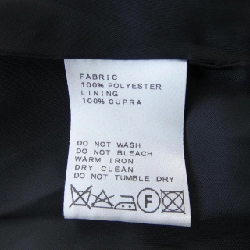 FABRIC
100% POLYESTER
LINING
100% CUPRA
DO NOT WASH
DO NOT BLEACH
WARM IRON
DRY CLEAN
DO NOT TUMBLE DRY
F